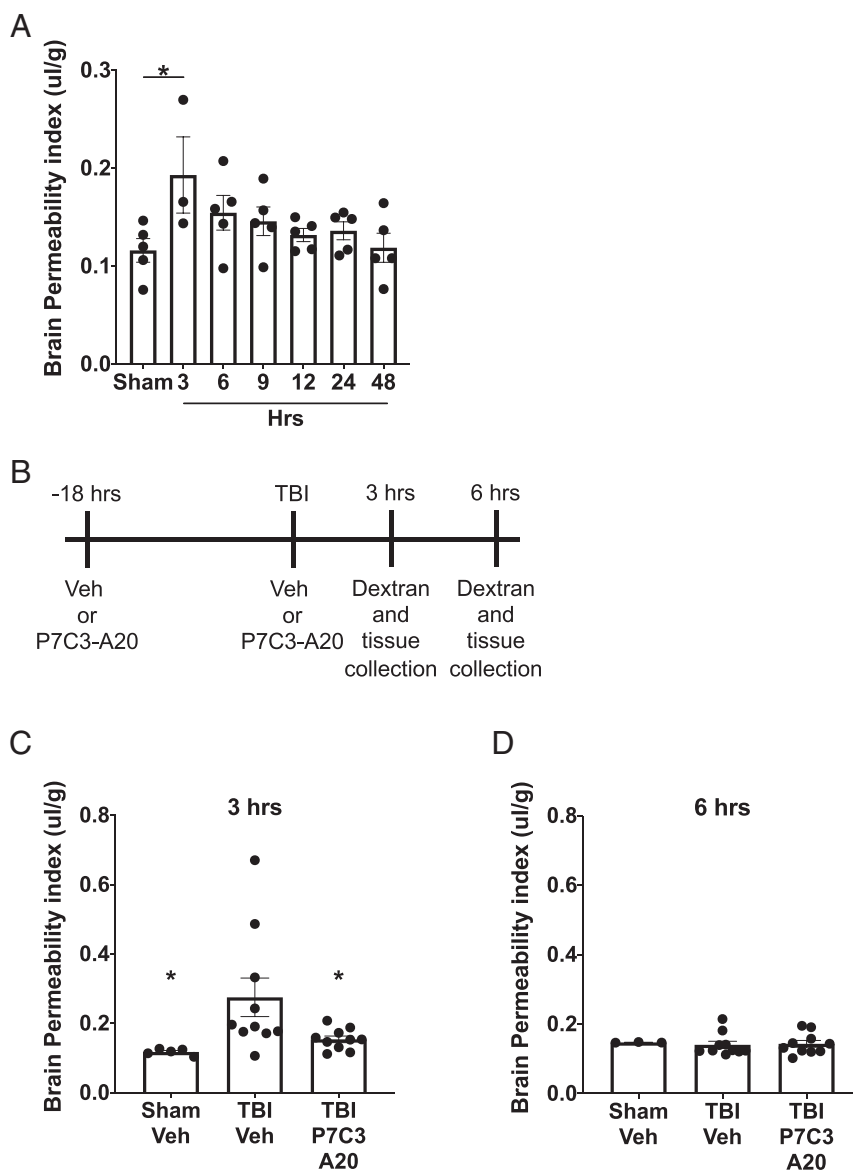 A
Brain Permeability index (ul/g)
0.3
0.2
0.1
0.0
*
Sham 3 6 9 12 24 48
Hrs
B
-18 hrs TBI 3 hrs 6 hrs
Veh Veh Dextran Dextran
or or and and
P7C3-A20 P7C3-A20 tissue tissue
collection collection
C
Brain Permeability index (ul/g)
3 hrs
0.8
0.6
0.4
0.2
0.0
* *
Sham TBI TBI
Veh Veh P7C3
A20
D
Brain Permeability index (ul/g)
6 hrs
0.8
0.6
0.4
0.2
0.0
Sham TBI TBI
Veh Veh P7C3
A20